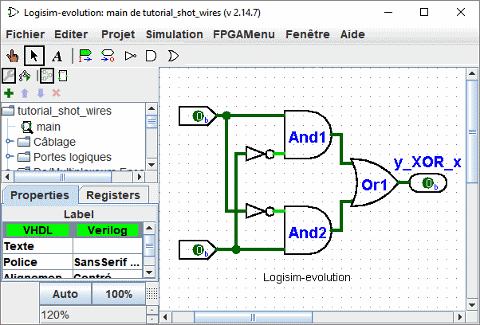 Logisim-evolution: main de tutorial_shot_wires (v 2.14.7)
Fichier Editer Projet Simulation FPGAMenu Fenêtre Aide
A
tutorial_shot_wires
main
Câblage
Portes logiques
Properties Registers
Label
VHDL Verilog
Texte
Police SansSerif ...
Alignemen Centré
Auto 100%
120%
0 b
And1
y_XOR_x
Or1
0 b
And2
0 b
Logisim-evolution